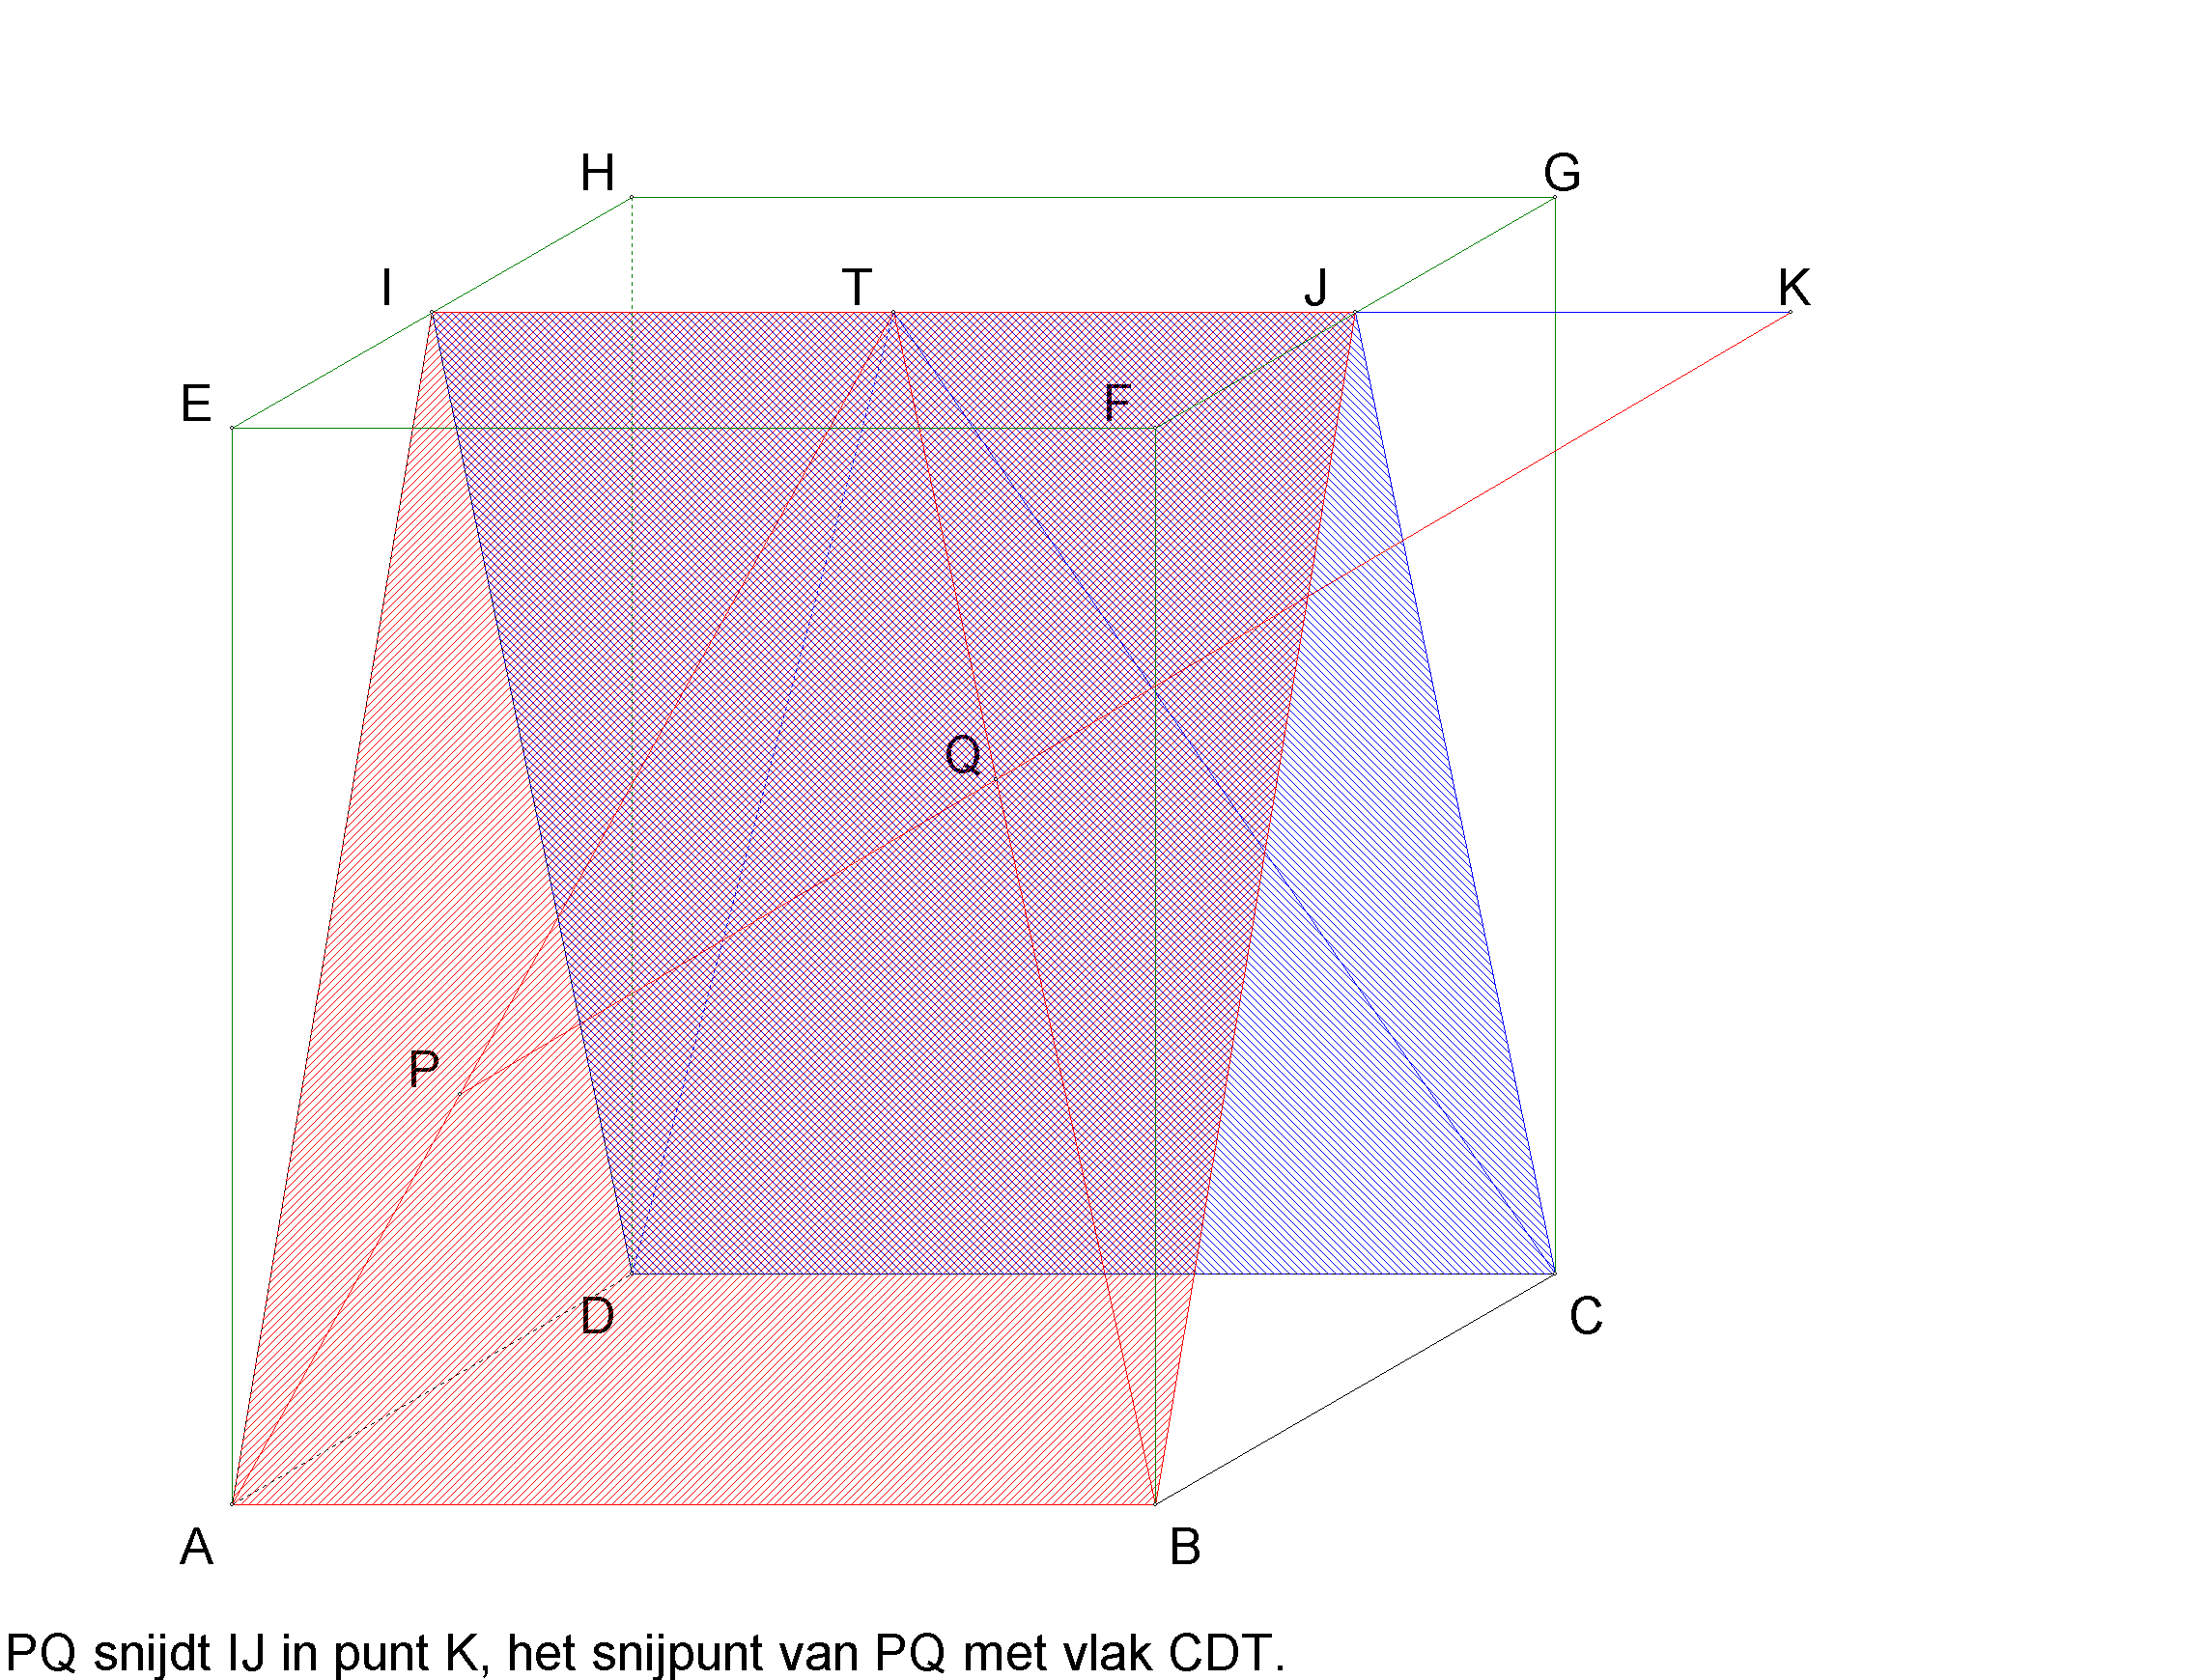 H G
I T J K
E F
Q
P
D C
A B
PQ snijdt IJ in punt K, het snijpunt van PQ met vlak CDT.